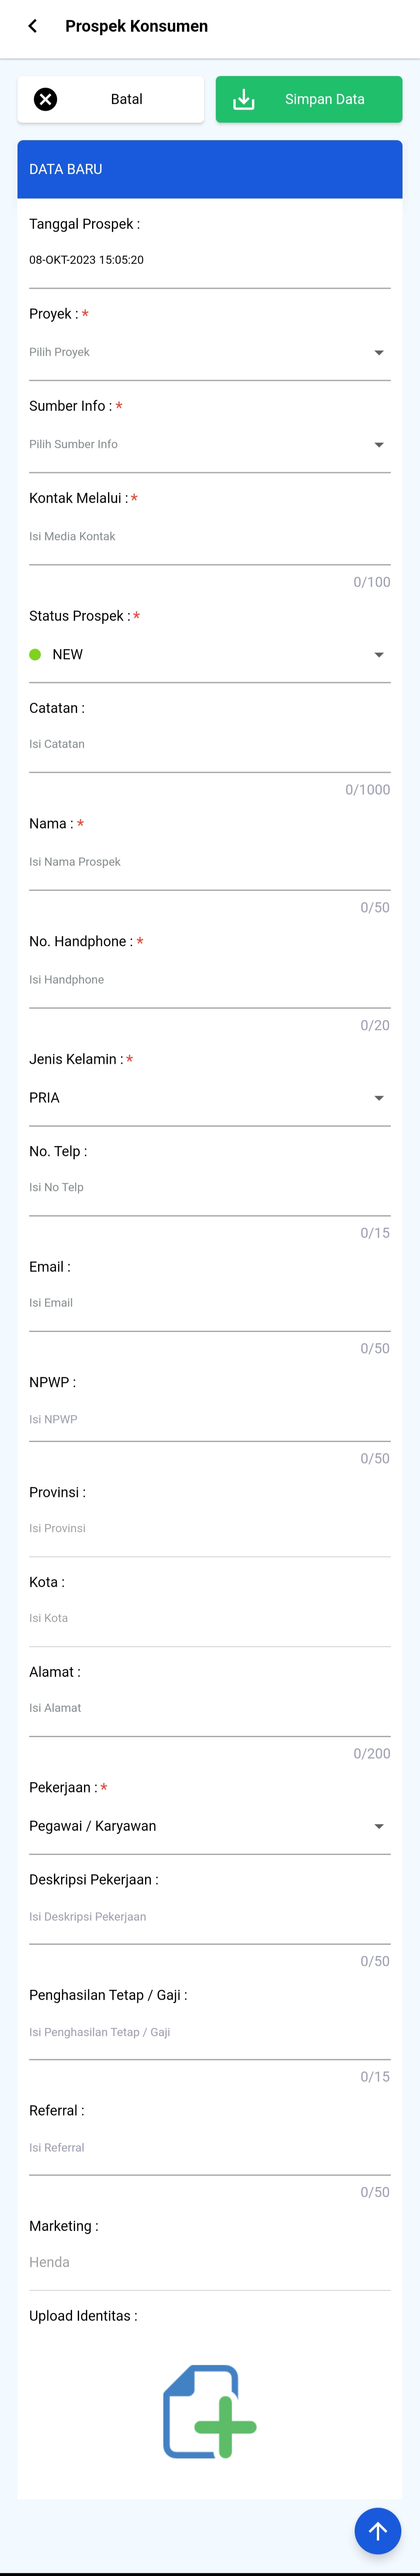 Prospek Konsumen
Batal
Simpan Data
DATA BARU
Tanggal Prospek :
08-OKT-2023 15:05:20
Proyek : *
Pilih Proyek
Sumber Info : *
Pilih Sumber Info
Kontak Melalui : *
Isi Media Kontak
0/100
Status Prospek : *
NEW
Catatan :
Isi Catatan
0/1000
Nama : *
Isi Nama Prospek
0/50
No. Handphone : *
Isi Handphone
0/20
Jenis Kelamin : *
PRIA
No. Telp :
Isi No Telp
0/15
Email :
Isi Email
0/50
NPWP :
Isi NPWP
0/50
Provinsi :
Isi Provinsi
Kota :
Isi Kota
Alamat :
Isi Alamat
0/200
Pekerjaan : *
Pegawai / Karyawan
Deskripsi Pekerjaan :
Isi Deskripsi Pekerjaan
0/50
Penghasilan Tetap / Gaji :
Isi Penghasilan Tetap / Gaji
0/15
Referral :
Isi Referral
0/50
Marketing :
Henda
Upload Identitas :